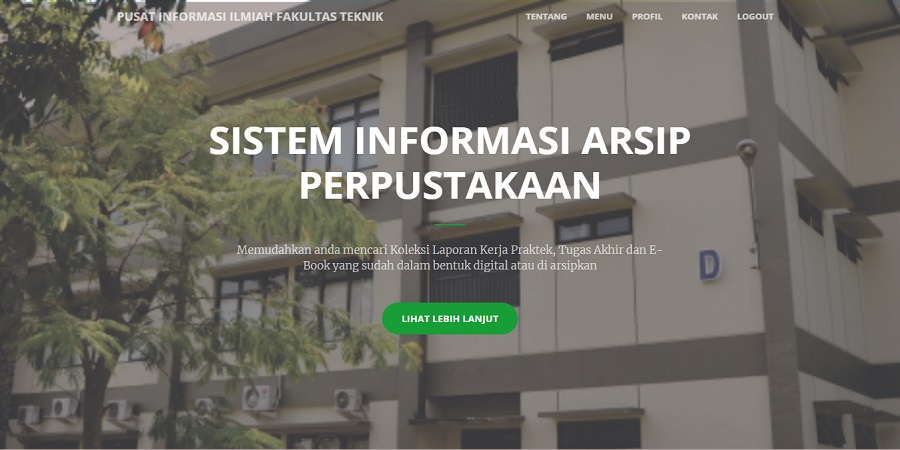 PUSAT INFORMASI ILMIAH FAKULTAS TEKNIK
TENTANG MENU PROFIL KONTAK LOGOUT
SISTEM INFORMASI ARSIP
PERPUSTAKAAN
Memudahkan anda mencari Koleksi Laporan Kerja Praktek, Tugas Akhir dan E-
Book yang sudah dalam bentuk digital atau di arsipkan
D
LIHAT LEBIH LANJUT